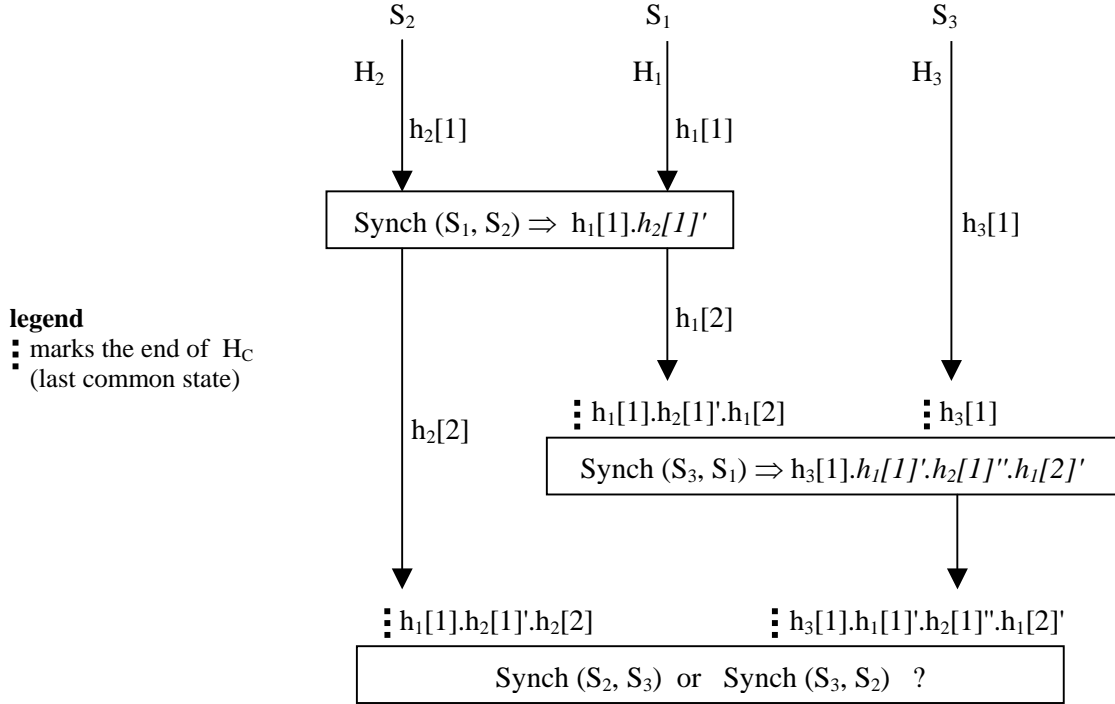 S₂ S₁ S₃
H₂ H₁ H₃
h₂[1] h₁[1]
Synch (S₁, S₂) ⇒ h₁[1].h₂[1]'
h₃[1]
legend
⋮ marks the end of H_C
(last common state)
h₁[2]
⋮ h₁[1].h₂[1]'.h₁[2] ⋮ h₃[1]
h₂[2]
Synch (S₃, S₁) ⇒ h₃[1].h₁[1]'.h₂[1]''.h₁[2]'
⋮ h₁[1].h₂[1]'.h₂[2] ⋮ h₃[1].h₁[1]'.h₂[1]''.h₁[2]'
Synch (S₂, S₃) or Synch (S₃, S₂) ?